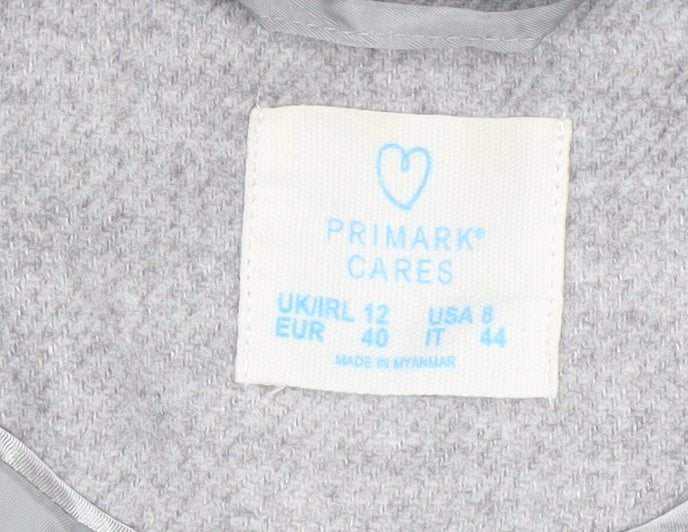 PRIMARK®
CARES
UK/IRL 12 USA 8
EUR 40 IT 44
MADE IN MYANMAR